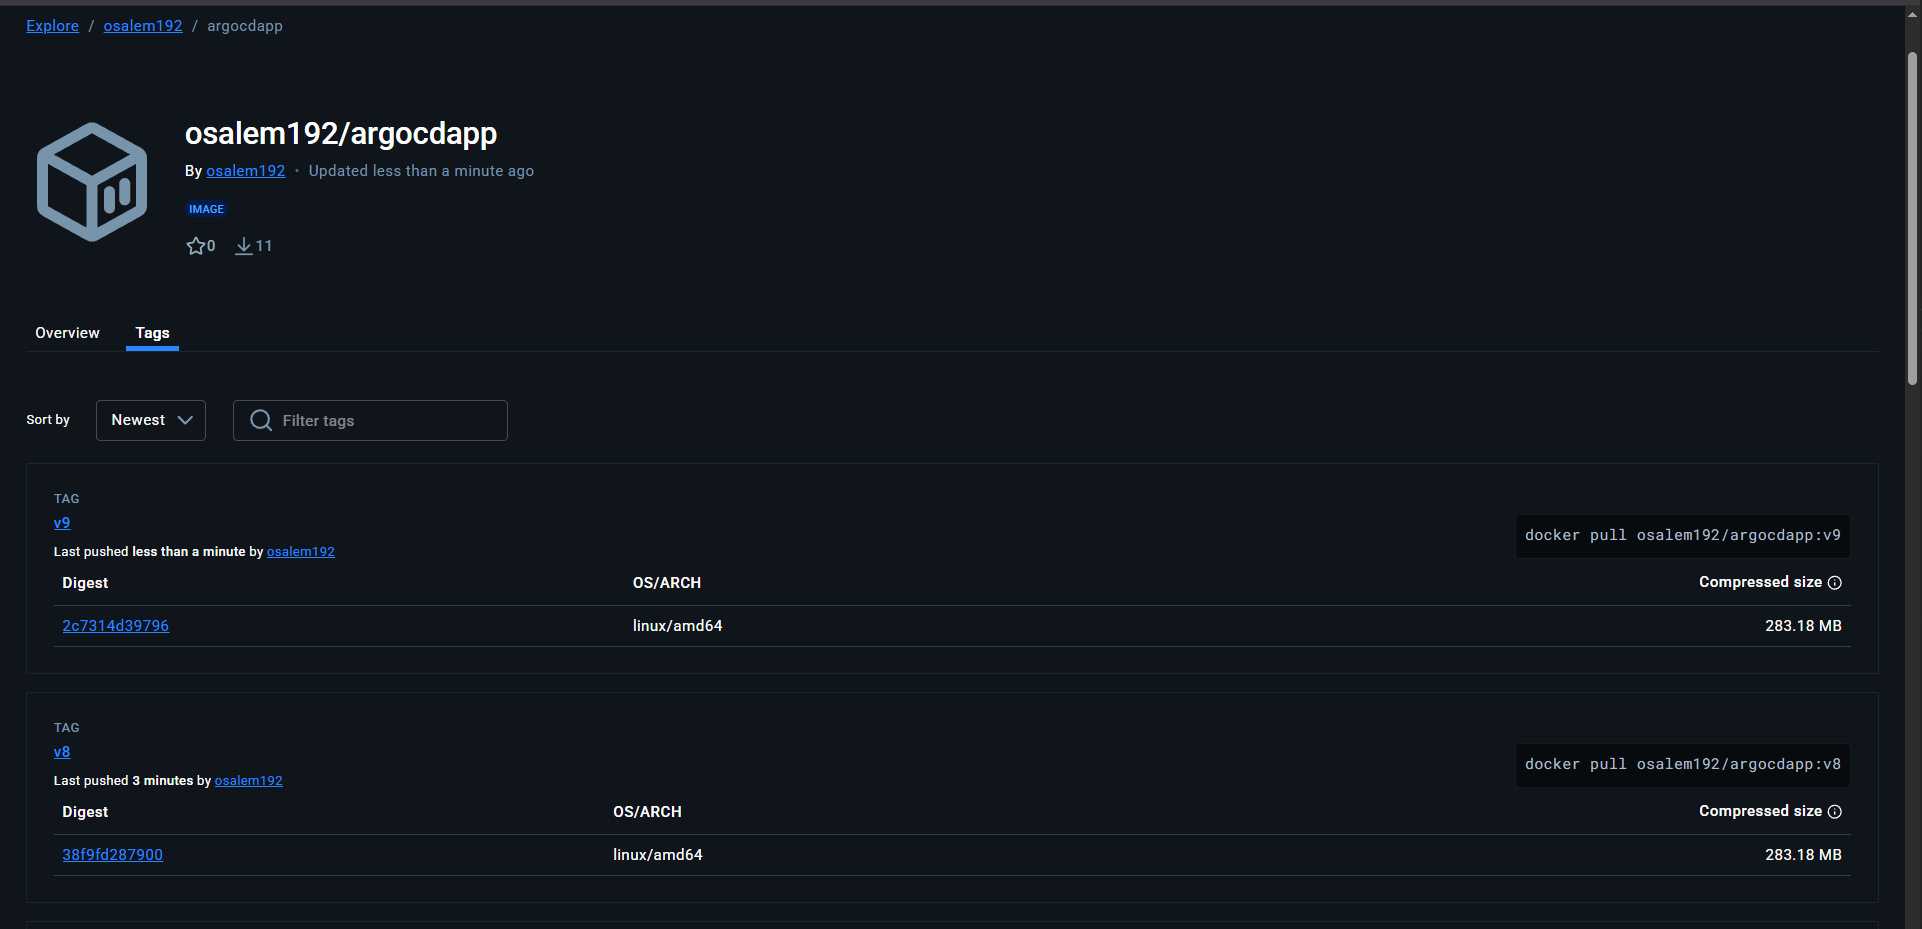 Explore / osalem192 / argocdapp
osalem192/argocdapp
By osalem192 · Updated less than a minute ago
IMAGE
0 11
Overview Tags
Sort by Newest Filter tags
TAG
v9
docker pull osalem192/argocdapp:v9
Last pushed less than a minute by osalem192
Digest OS/ARCH Compressed size
2c7314d39796 linux/amd64 283.18 MB
TAG
v8
docker pull osalem192/argocdapp:v8
Last pushed 3 minutes by osalem192
Digest OS/ARCH Compressed size
38f9fd287900 linux/amd64 283.18 MB